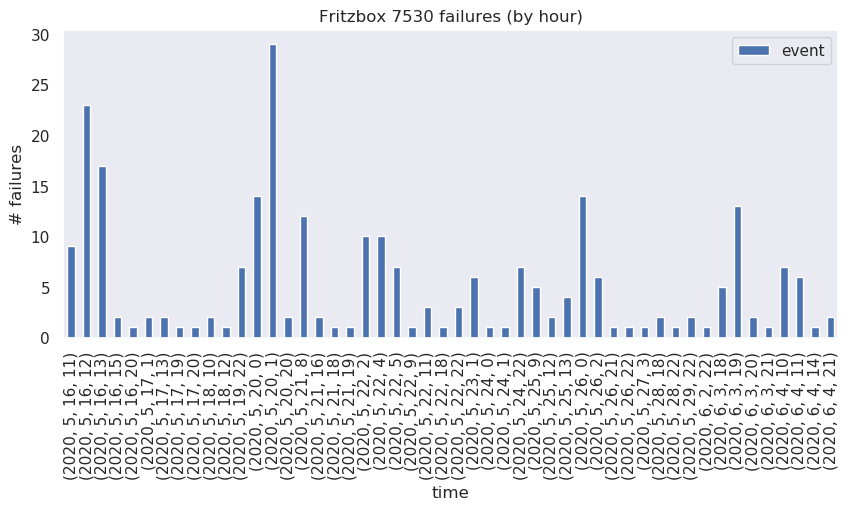 Fritzbox 7530 failures (by hour)
event
# failures
30
25
20
15
10
5
0
(2020, 5, 16, 11)
(2020, 5, 16, 12)
(2020, 5, 16, 13)
(2020, 5, 16, 15)
(2020, 5, 16, 20)
(2020, 5, 17, 1)
(2020, 5, 17, 13)
(2020, 5, 17, 19)
(2020, 5, 17, 20)
(2020, 5, 18, 10)
(2020, 5, 18, 12)
(2020, 5, 19, 22)
(2020, 5, 20, 0)
(2020, 5, 20, 1)
(2020, 5, 20, 20)
(2020, 5, 21, 8)
(2020, 5, 21, 16)
(2020, 5, 21, 18)
(2020, 5, 21, 19)
(2020, 5, 22, 2)
(2020, 5, 22, 4)
(2020, 5, 22, 5)
(2020, 5, 22, 9)
(2020, 5, 22, 11)
(2020, 5, 22, 18)
(2020, 5, 22, 22)
(2020, 5, 23, 1)
(2020, 5, 24, 0)
(2020, 5, 24, 1)
(2020, 5, 24, 22)
(2020, 5, 25, 9)
(2020, 5, 25, 12)
(2020, 5, 25, 13)
(2020, 5, 26, 0)
(2020, 5, 26, 2)
(2020, 5, 26, 21)
(2020, 5, 26, 22)
(2020, 5, 27, 3)
(2020, 5, 28, 18)
(2020, 5, 28, 22)
(2020, 5, 29, 22)
(2020, 6, 2, 22)
(2020, 6, 3, 18)
(2020, 6, 3, 19)
(2020, 6, 3, 20)
(2020, 6, 3, 21)
(2020, 6, 4, 10)
(2020, 6, 4, 11)
(2020, 6, 4, 14)
(2020, 6, 4, 21)
time